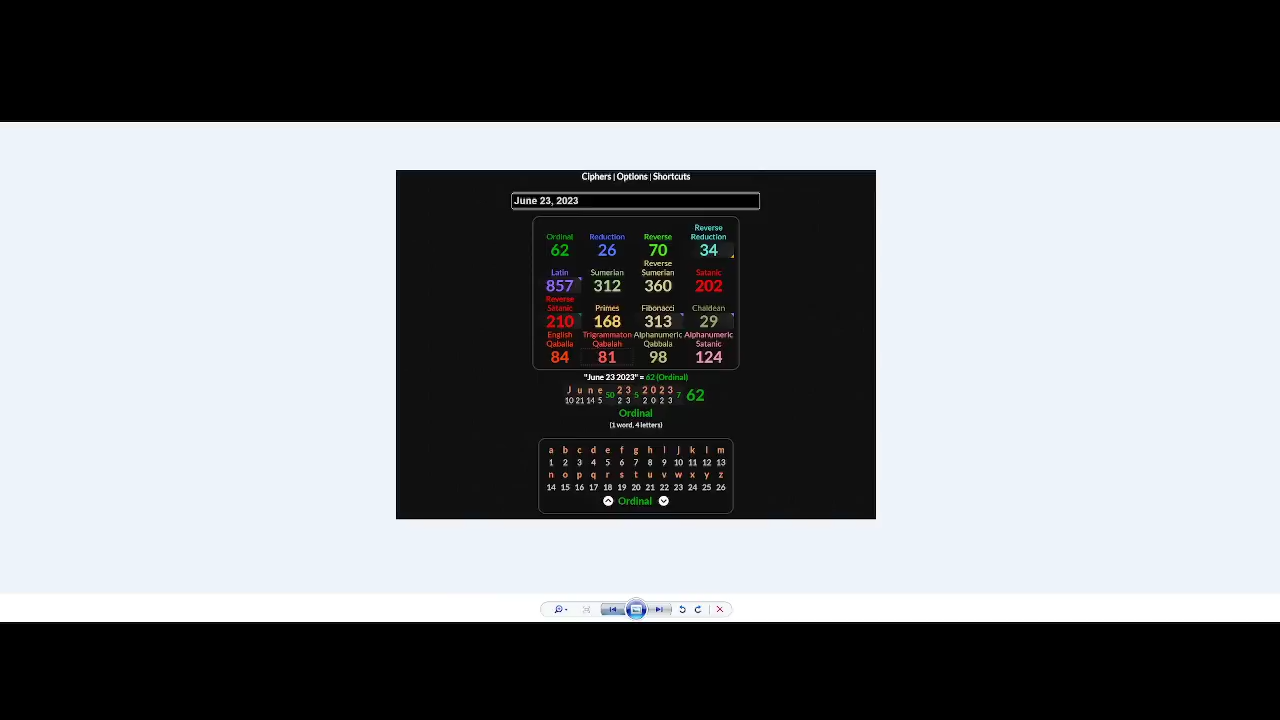 Ciphers | Options | Shortcuts
June 23, 2023
Ordinal Reduction Reverse Reverse Reduction
62 26 70 34
Latin Sumerian Reverse Sumerian Satanic
857 312 360 202
Reverse Satanic Primes Fibonacci Chaldean
210 168 313 29
English Qaballa Trigrammaton Qabalah Alphanumeric Qabbala Alphanumeric Satanic
84 81 98 124
"June 23 2023" = 62 (Ordinal)
J u n e 50 2 3 5 2 0 2 3 7 62
10 21 14 5 2 3 2 0 2 3
Ordinal
(1 word, 4 letters)
a b c d e f g h i j k l m
1 2 3 4 5 6 7 8 9 10 11 12 13
n o p q r s t u v w x y z
14 15 16 17 18 19 20 21 22 23 24 25 26
Ordinal